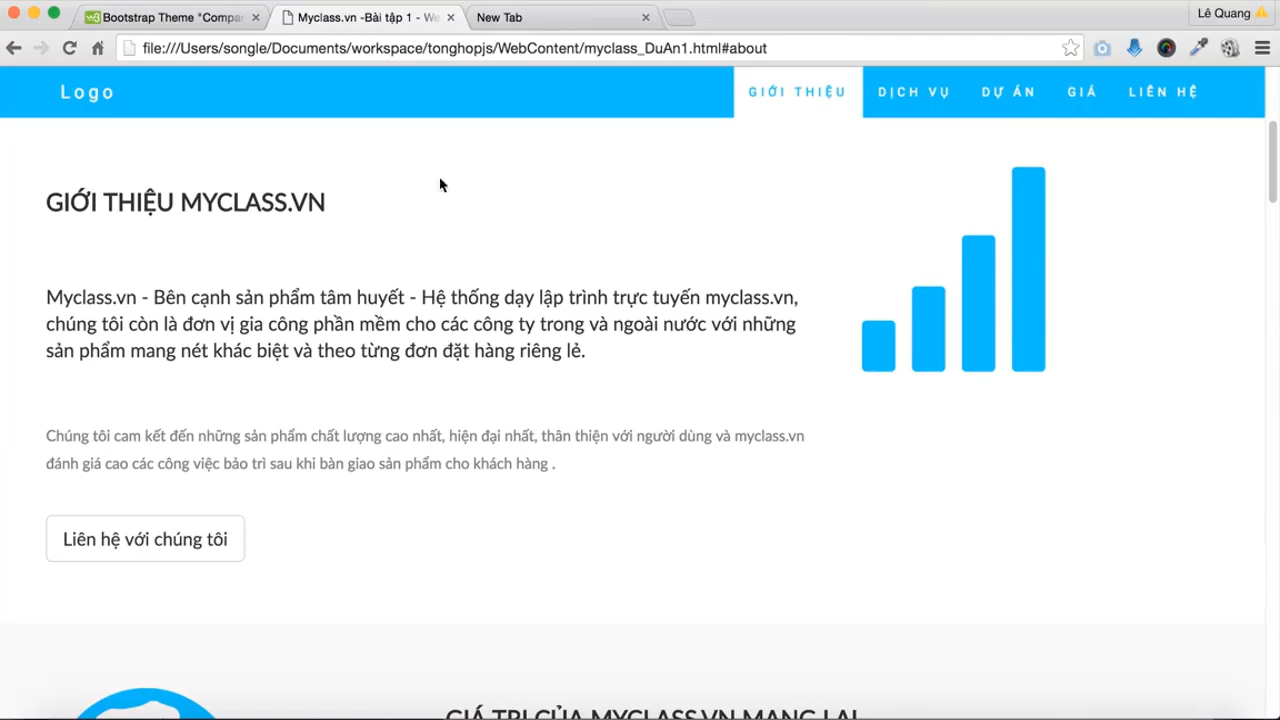 Bootstrap Theme "Compa
Myclass.vn -Bài tập 1 - We
New Tab
Lê Quang
file:///Users/songle/Documents/workspace/tonghopjs/WebContent/myclass_DuAn1.html#about
Logo
GIỚI THIỆU
DỊCH VỤ
DỰ ÁN
GIÁ
LIÊN HỆ
GIỚI THIỆU MYCLASS.VN
Myclass.vn - Bên cạnh sản phẩm tâm huyết - Hệ thống dạy lập trình trực tuyến myclass.vn,
chúng tôi còn là đơn vị gia công phần mềm cho các công ty trong và ngoài nước với những
sản phẩm mang nét khác biệt và theo từng đơn đặt hàng riêng lẻ.
Chúng tôi cam kết đến những sản phẩm chất lượng cao nhất, hiện đại nhất, thân thiện với người dùng và myclass.vn
đánh giá cao các công việc bảo trì sau khi bàn giao sản phẩm cho khách hàng .
Liên hệ với chúng tôi
GIÁ TRỊ CỦA MYCLASS.VN MANG LẠI